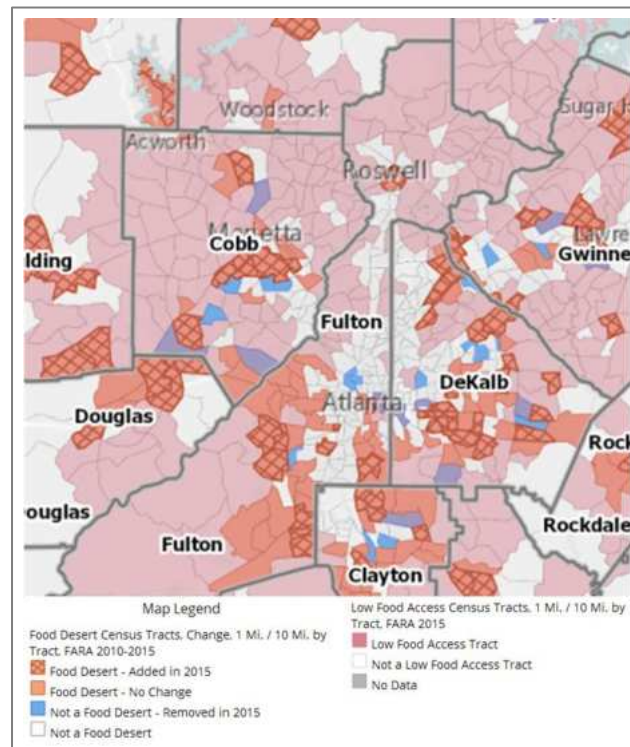 Woodstock
Sugar H
Acworth
Roswell
Marietta
Cobb
Lawre
Gwinne
lding
Fulton
DeKalb
Atlanta
Douglas
Rock
Douglas
Rockdale
Fulton
Clayton
Map Legend
Food Desert Census Tracts, Change, 1 Mi. / 10 Mi. by
Tract, FARA 2010-2015
Food Desert - Added in 2015
Food Desert - No Change
Not a Food Desert - Removed in 2015
Not a Food Desert
Low Food Access Census Tracts, 1 Mi. / 10 Mi. by
Tract, FARA 2015
Low Food Access Tract
Not a Low Food Access Tract
No Data